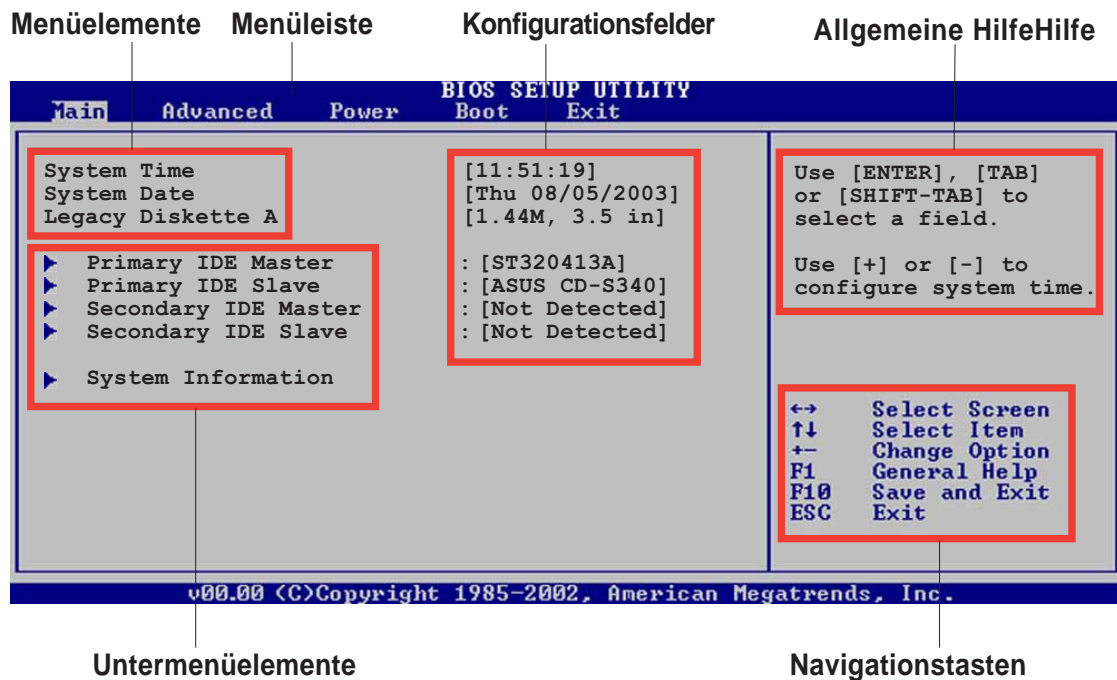 Menüelemente Menüleiste Konfigurationsfelder Allgemeine HilfeHilfe
BIOS SETUP UTILITY
Main Advanced Power Boot Exit
System Time [11:51:19]
System Date [Thu 08/05/2003]
Legacy Diskette A [1.44M, 3.5 in]
Primary IDE Master : [ST320413A]
Primary IDE Slave : [ASUS CD-S340]
Secondary IDE Master : [Not Detected]
Secondary IDE Slave : [Not Detected]
System Information
Use [ENTER], [TAB]
or [SHIFT-TAB] to
select a field.
Use [+] or [-] to
configure system time.
←→ Select Screen
↑↓ Select Item
+- Change Option
F1 General Help
F10 Save and Exit
ESC Exit
v00.00 (C)Copyright 1985-2002, American Megatrends, Inc.
Untermenüelemente Navigationstasten